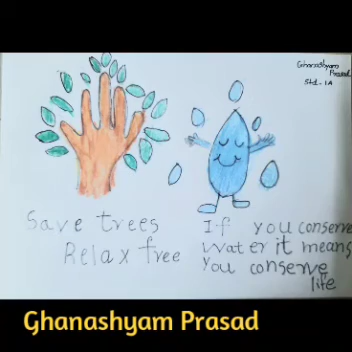 Ghanashyam
Prasad
Std - 1A
Save trees
Relax free
If you conserve
water it means
you conserve
life
Ghanashyam Prasad